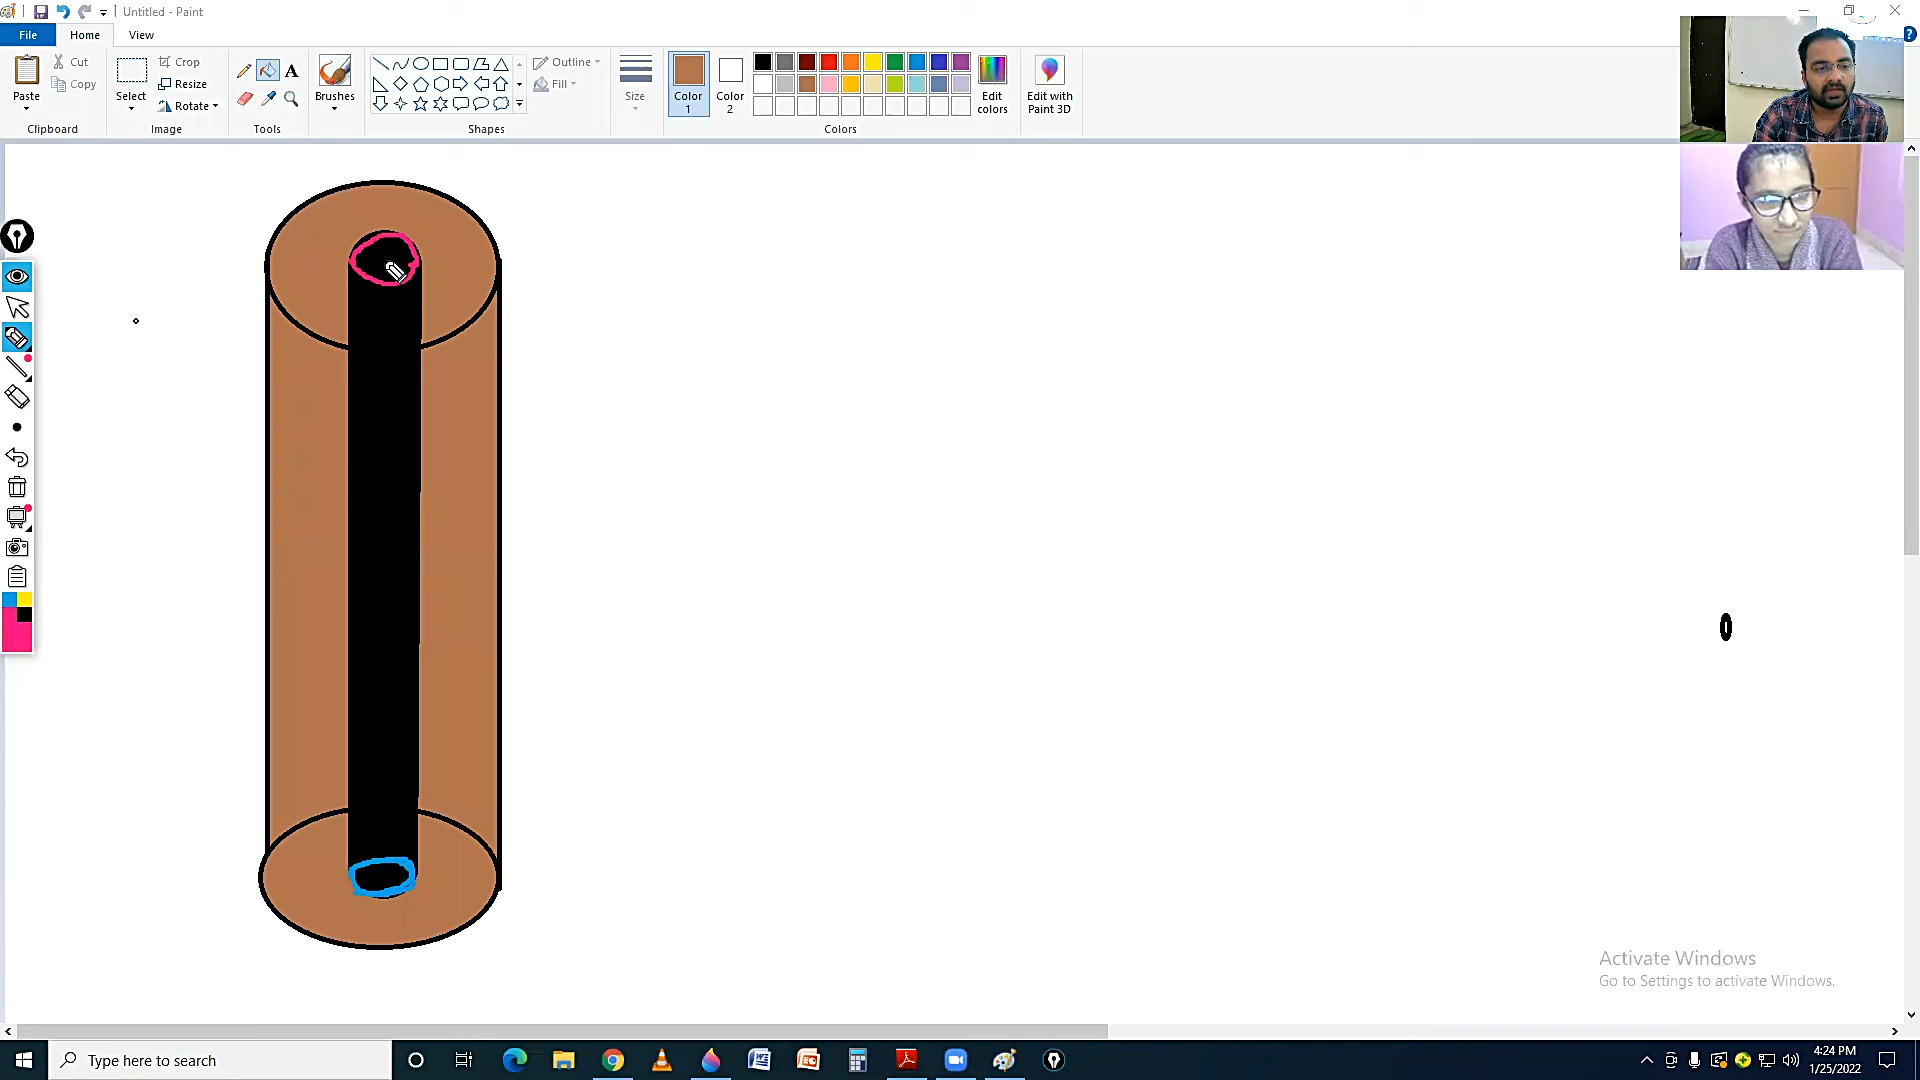 Untitled - Paint
File
Home
View
Paste
Cut
Copy
Clipboard
Select
Crop
Resize
Rotate
Image
A
Tools
Brushes
Shapes
Outline
Fill
Size
Color
1
Color
2
Edit
colors
Edit with
Paint 3D
Colors
?
0
Activate Windows
Go to Settings to activate Windows.
Type here to search
4:24 PM
1/25/2022